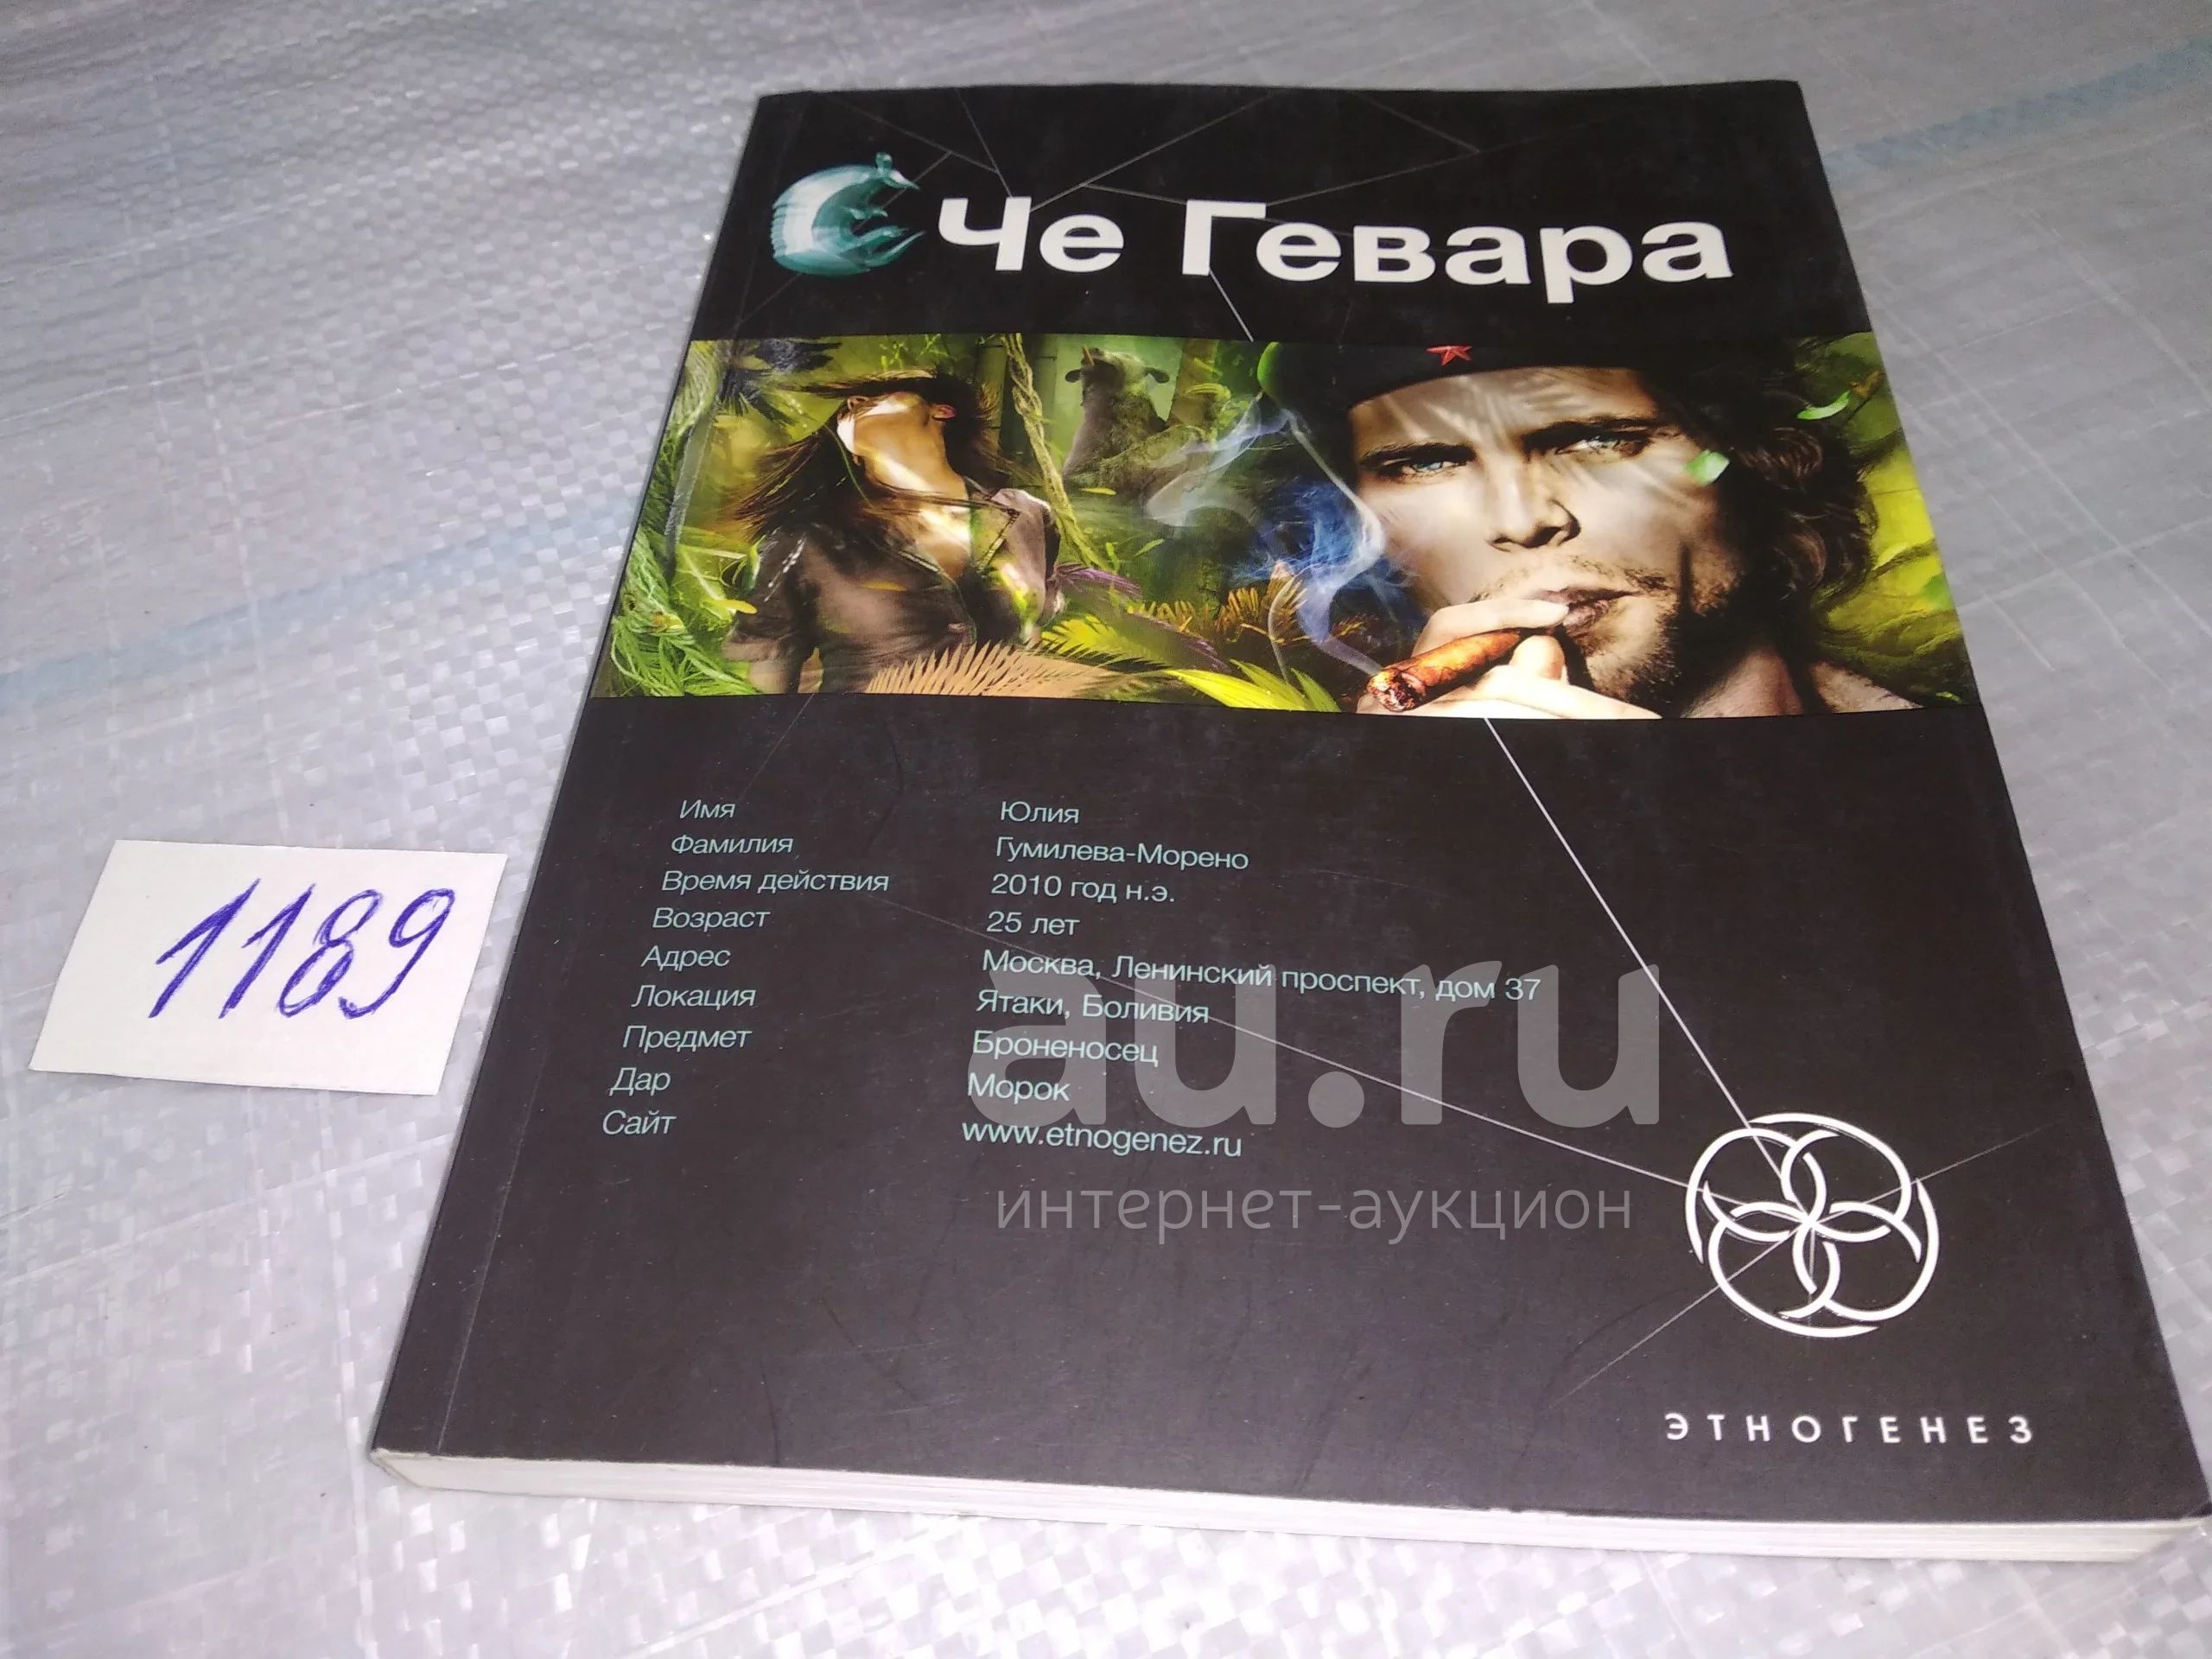 Че Гевара
Имя Юлия
Фамилия Гумилева-Морено
Время действия 2010 год н.э.
Возраст 25 лет
Адрес Москва, Ленинский проспект, дом 37
Локация Ятаки, Боливия
Предмет Броненосец
Дар Морок
Сайт www.etnogenez.ru
ЭТНОГЕНЕЗ
1189
au.ru
интернет-аукцион